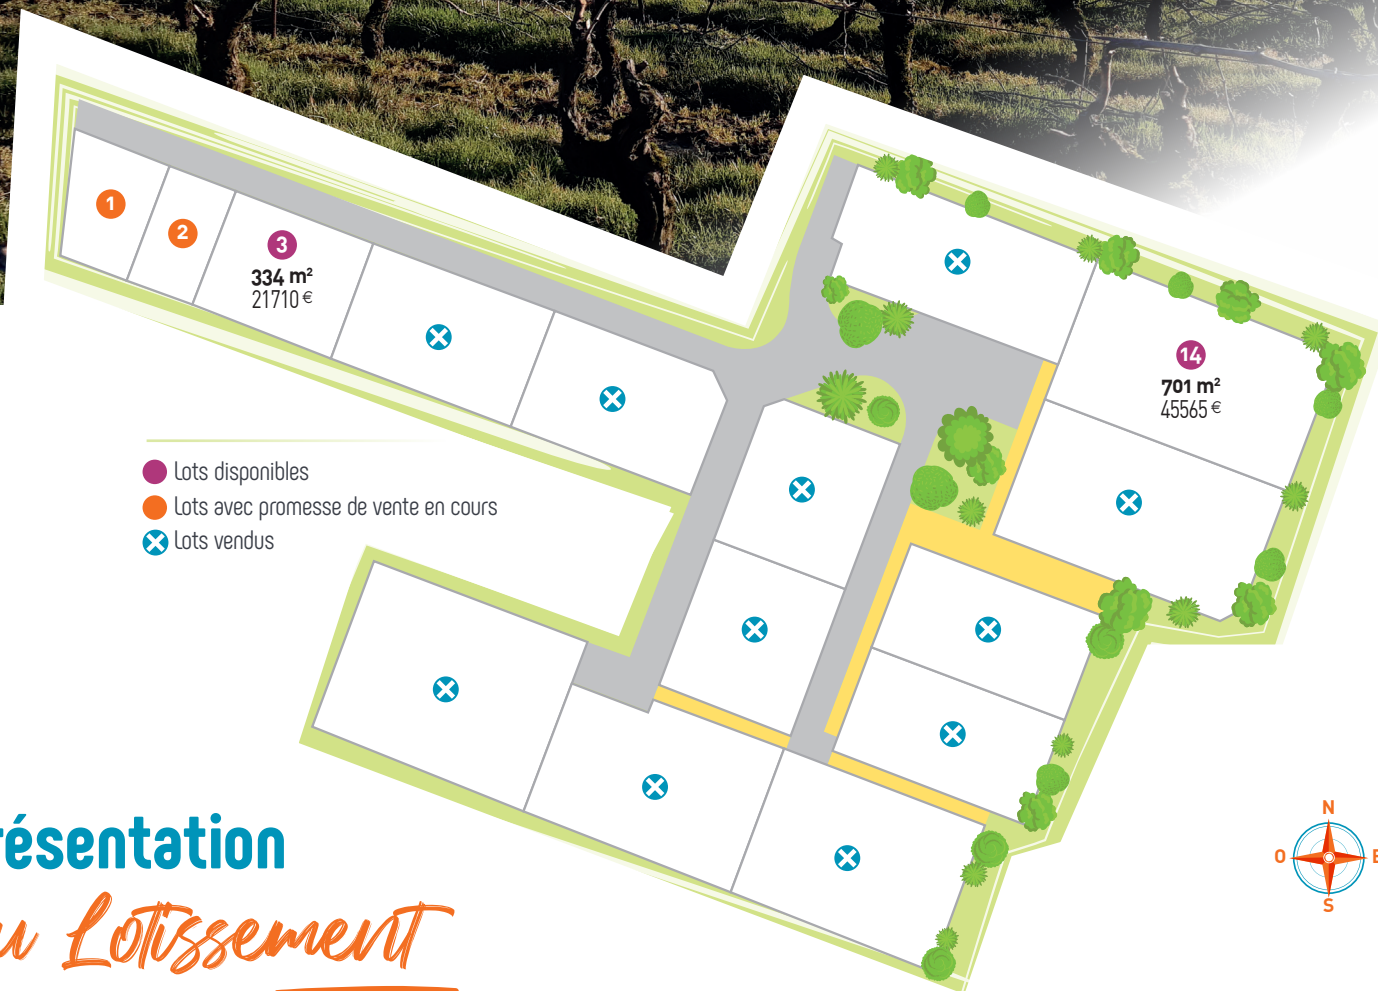 1
2
3
334 m²
21710 €
14
701 m²
45565 €
Lots disponibles
Lots avec promesse de vente en cours
Lots vendus
résentation
u Lotissement
N
O
E
S